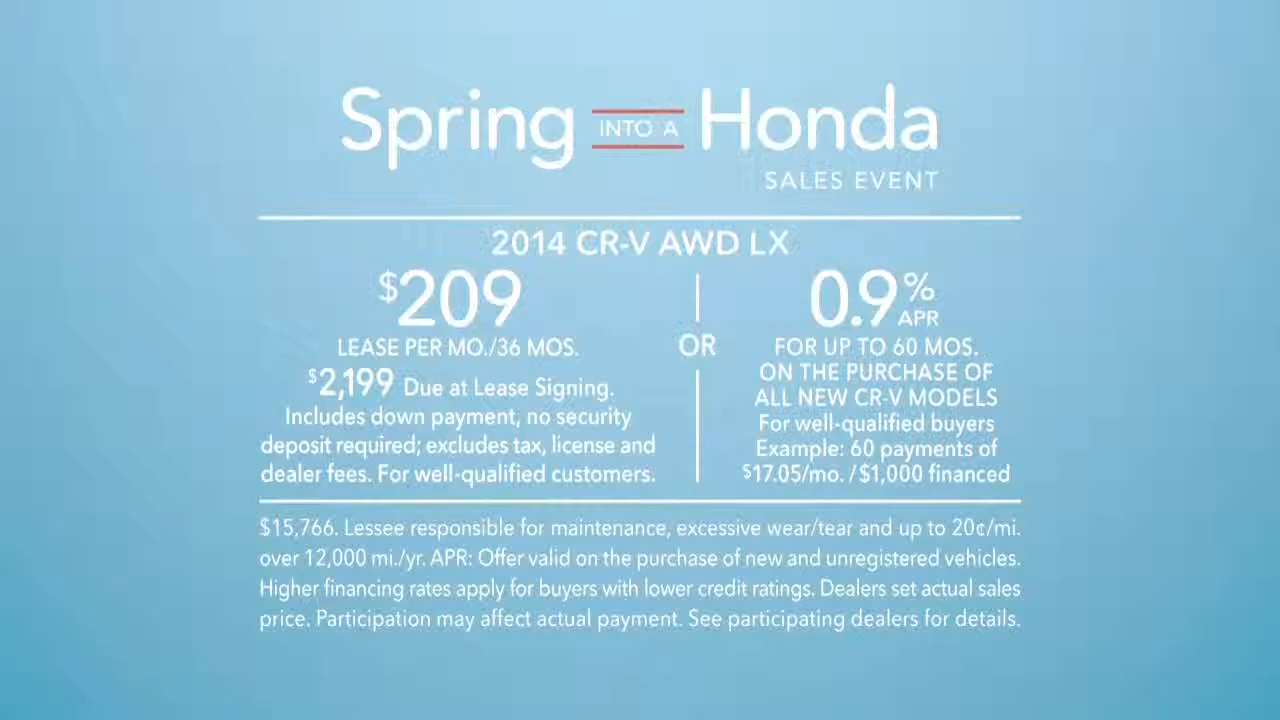 Spring INTO A Honda
SALES EVENT
2014 CR-V AWD LX
$209
LEASE PER MO./36 MOS.
$2,199 Due at Lease Signing.
Includes down payment, no security
deposit required; excludes tax, license and
dealer fees. For well-qualified customers.
OR
0.9% APR
FOR UP TO 60 MOS.
ON THE PURCHASE OF
ALL NEW CR-V MODELS
For well-qualified buyers
Example: 60 payments of
$17.05/mo. / $1,000 financed
$15,766. Lessee responsible for maintenance, excessive wear/tear and up to 20¢/mi.
over 12,000 mi./yr. APR: Offer valid on the purchase of new and unregistered vehicles.
Higher financing rates apply for buyers with lower credit ratings. Dealers set actual sales
price. Participation may affect actual payment. See participating dealers for details.